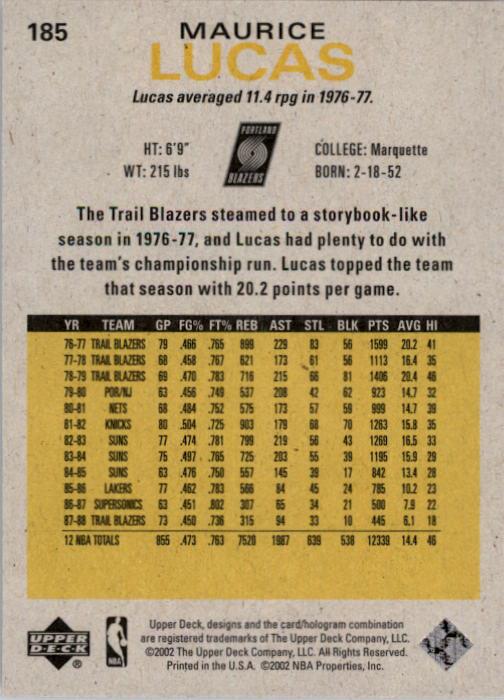 185
MAURICE
LUCAS
Lucas averaged 11.4 rpg in 1976-77.
HT: 6'9"
WT: 215 lbs
PORTLAND
BLAZERS
COLLEGE: Marquette
BORN: 2-18-52
The Trail Blazers steamed to a storybook-like
season in 1976-77, and Lucas had plenty to do with
the team's championship run. Lucas topped the team
that season with 20.2 points per game.
YR TEAM GP FG% FT% REB AST STL BLK PTS AVG HI
76-77 TRAIL BLAZERS 79 .466 .765 899 229 83 56 1599 20.2 41
77-78 TRAIL BLAZERS 68 .458 .767 621 173 61 56 1113 16.4 35
78-79 TRAIL BLAZERS 69 .470 .783 716 215 66 81 1406 20.4 46
79-80 POR/NJ 63 .456 .749 537 208 42 62 923 14.7 32
80-81 NETS 68 .484 .752 575 173 57 59 999 14.7 39
81-82 KNICKS 80 .504 .725 903 179 68 70 1263 15.8 35
82-83 SUNS 77 .474 .781 799 219 56 43 1269 16.5 33
83-84 SUNS 75 .497 .765 725 203 55 39 1195 15.9 29
84-85 SUNS 63 .476 .750 557 145 39 17 842 13.4 28
85-86 LAKERS 77 .462 .783 566 84 45 24 785 10.2 23
86-87 SUPERSONICS 63 .451 .802 307 65 34 21 500 7.9 22
87-88 TRAIL BLAZERS 73 .450 .736 315 94 33 10 445 6.1 18
12 NBA TOTALS 855 .473 .763 7520 1987 639 538 12339 14.4 46
UPPER
DECK
®
NBA
Upper Deck, designs and the card/hologram combination
are registered trademarks of The Upper Deck Company, LLC.
©2002 The Upper Deck Company, LLC. All Rights Reserved.
Printed in the U.S.A. ©2002 NBA Properties, Inc.